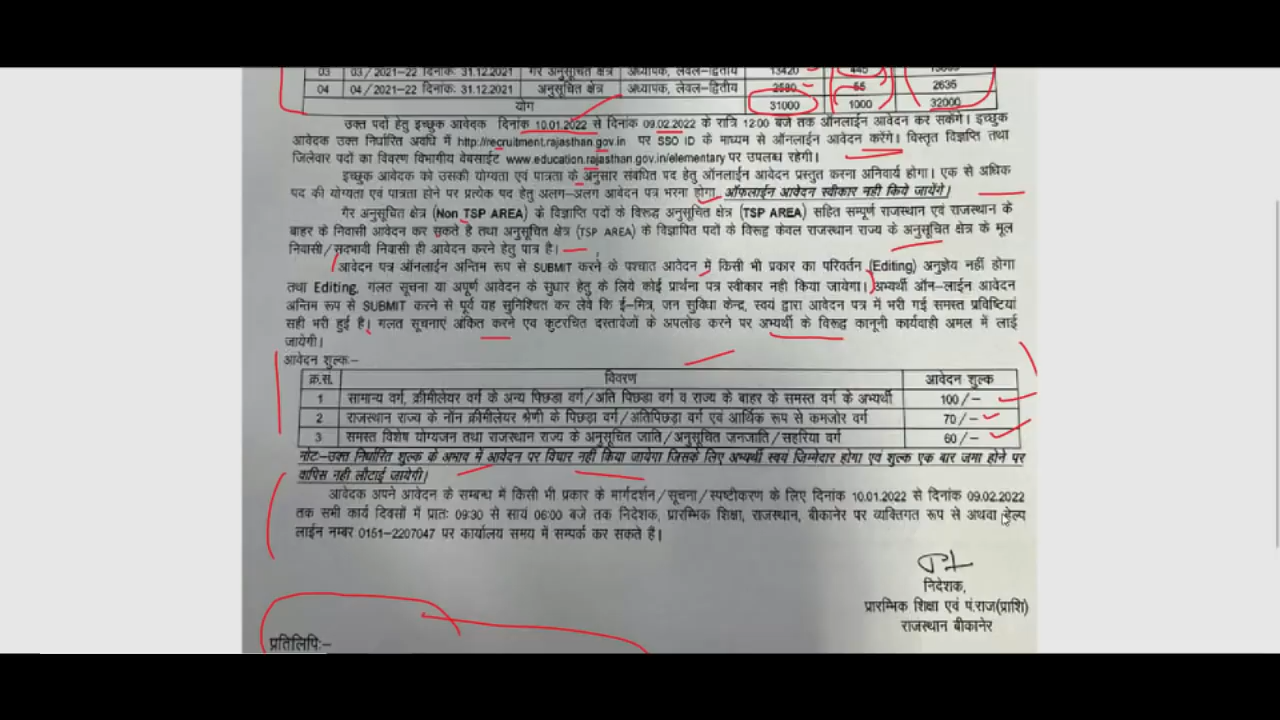 03 03/2021-22 दिनांक: 31.12.2021 गैर अनुसूचित क्षेत्र अध्यापक, लेवल-द्वितीय 13420 445
04 04/2021-22 दिनांक: 31.12.2021 अनुसूचित क्षेत्र अध्यापक, लेवल-द्वितीय 2580 55 2635
योग 31000 1000 32000
उक्त पदों हेतु इच्छुक आवेदक दिनांक 10.01.2022 से दिनांक 09.02.2022 के रात्रि 12:00 बजे तक ऑनलाईन आवेदन कर सकेंगे। इच्छुक
आवेदक उक्त निर्धारित अवधि में http://recruitment.rajasthan.gov.in पर SSO ID के माध्यम से ऑनलाईन आवेदन करेंगे। विस्तृत विज्ञप्ति तथा
जिलेवार पदों का विवरण विभागीय वेबसाईट www.education.rajasthan.gov.in/elementary पर उपलब्ध रहेगी।
इच्छुक आवेदक को उसकी योग्यता एवं पात्रता के अनुसार संबंधित पद हेतु ऑनलाईन आवेदन प्रस्तुत करना अनिवार्य होगा। एक से अधिक
पद की योग्यता एवं पात्रता होने पर प्रत्येक पद हेतु अलग-अलग आवेदन पत्र भरना होगा ऑफलाईन आवेदन स्वीकार नही किये जायेंगे।
गैर अनुसूचित क्षेत्र (Non TSP AREA) के विज्ञाप्ति पदों के विरुद्ध अनुसूचित क्षेत्र (TSP AREA) सहित सम्पूर्ण राजस्थान एवं राजस्थान के
बाहर के निवासी आवेदन कर सकते है तथा अनुसूचित क्षेत्र (TSP AREA) के विज्ञापित पदों के विरूद्व केवल राजस्थान राज्य के अनुसूचित क्षेत्र के मूल
निवासी/सदभावी निवासी ही आवेदन करने हेतु पात्र है।
आवेदन पत्र ऑनलाईन अन्तिम रूप से SUBMIT करने के पश्चात आवेदन में किसी भी प्रकार का परिवर्तन (Editing) अनुज्ञेय नहीं होगा
तथा Editing, गलत सूचना या अपूर्ण आवेदन के सुधार हेतु के लिये कोई प्रार्थना पत्र स्वीकार नही किया जायेगा। अभ्यर्थी ऑन-लाईन आवेदन
अन्तिम रूप से SUBMIT करने से पूर्व यह सुनिश्चित कर लेवे कि ई-मित्र, जन सुविधा केन्द्र, स्वयं द्वारा आवेदन पत्र में भरी गई समस्त प्रविष्टियां
सही भरी हुई है। गलत सूचनाएं अंकित करने एवं कुटरचित दस्तावेजों के अपलोड करने पर अभ्यर्थी के विरूद्ध कानूनी कार्यवाही अमल में लाई
जायेगी।
आवेदन शुल्क:-
क्र.स. विवरण आवेदन शुल्क
1 सामान्य वर्ग, क्रीमीलेयर वर्ग के अन्य पिछड़ा वर्ग/अति पिछड़ा वर्ग व राज्य के बाहर के समस्त वर्ग के अभ्यर्थी 100/-
2 राजस्थान राज्य के नॉन क्रीमीलेयर श्रेणी के पिछड़ा वर्ग/अतिपिछड़ा वर्ग एवं आर्थिक रूप से कमजोर वर्ग 70/-
3 समस्त विशेष योग्यजन तथा राजस्थान राज्य के अनुसूचित जाति/अनुसूचित जनजाति/सहरिया वर्ग 60/-
नोट:-उक्त निर्धारित शुल्क के अभाव में आवेदन पर विचार नही किया जायेगा जिसके लिए अभ्यर्थी स्वयं जिम्मेदार होगा एवं शुल्क एक बार जमा होने पर
वापिस नही लौटाई जायेगी।
आवेदक अपने आवेदन के सम्बन्ध में किसी भी प्रकार के मार्गदर्शन/सूचना/स्पष्टीकरण के लिए दिनांक 10.01.2022 से दिनांक 09.02.2022
तक सभी कार्य दिवसों में प्रातः 09:30 से सायं 06:00 बजे तक निदेशक, प्रारम्भिक शिक्षा, राजस्थान, बीकानेर पर व्यक्तिगत रूप से अथवा हेल्प
लाईन नम्बर 0151-2207047 पर कार्यालय समय में सम्पर्क कर सकते हैं।
निदेशक,
प्रारम्भिक शिक्षा एवं पं.राज(प्राशि)
राजस्थान बीकानेर
प्रतिलिपि:-